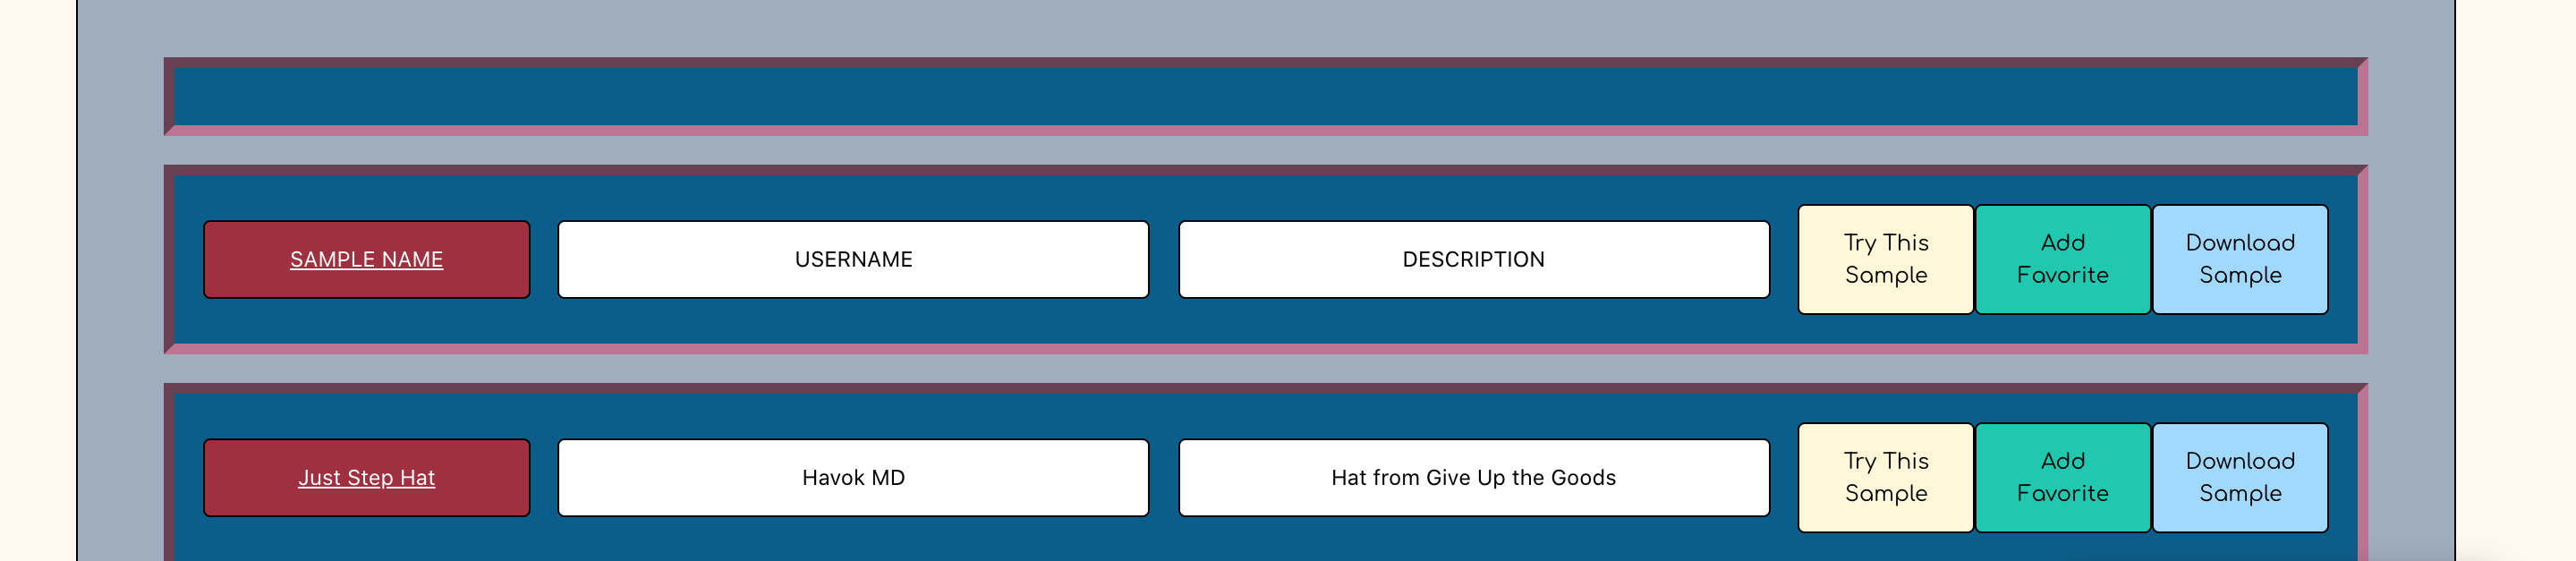 SAMPLE NAME
USERNAME
DESCRIPTION
Try This
Sample
Add
Favorite
Download
Sample
Just Step Hat
Havok MD
Hat from Give Up the Goods
Try This
Sample
Add
Favorite
Download
Sample